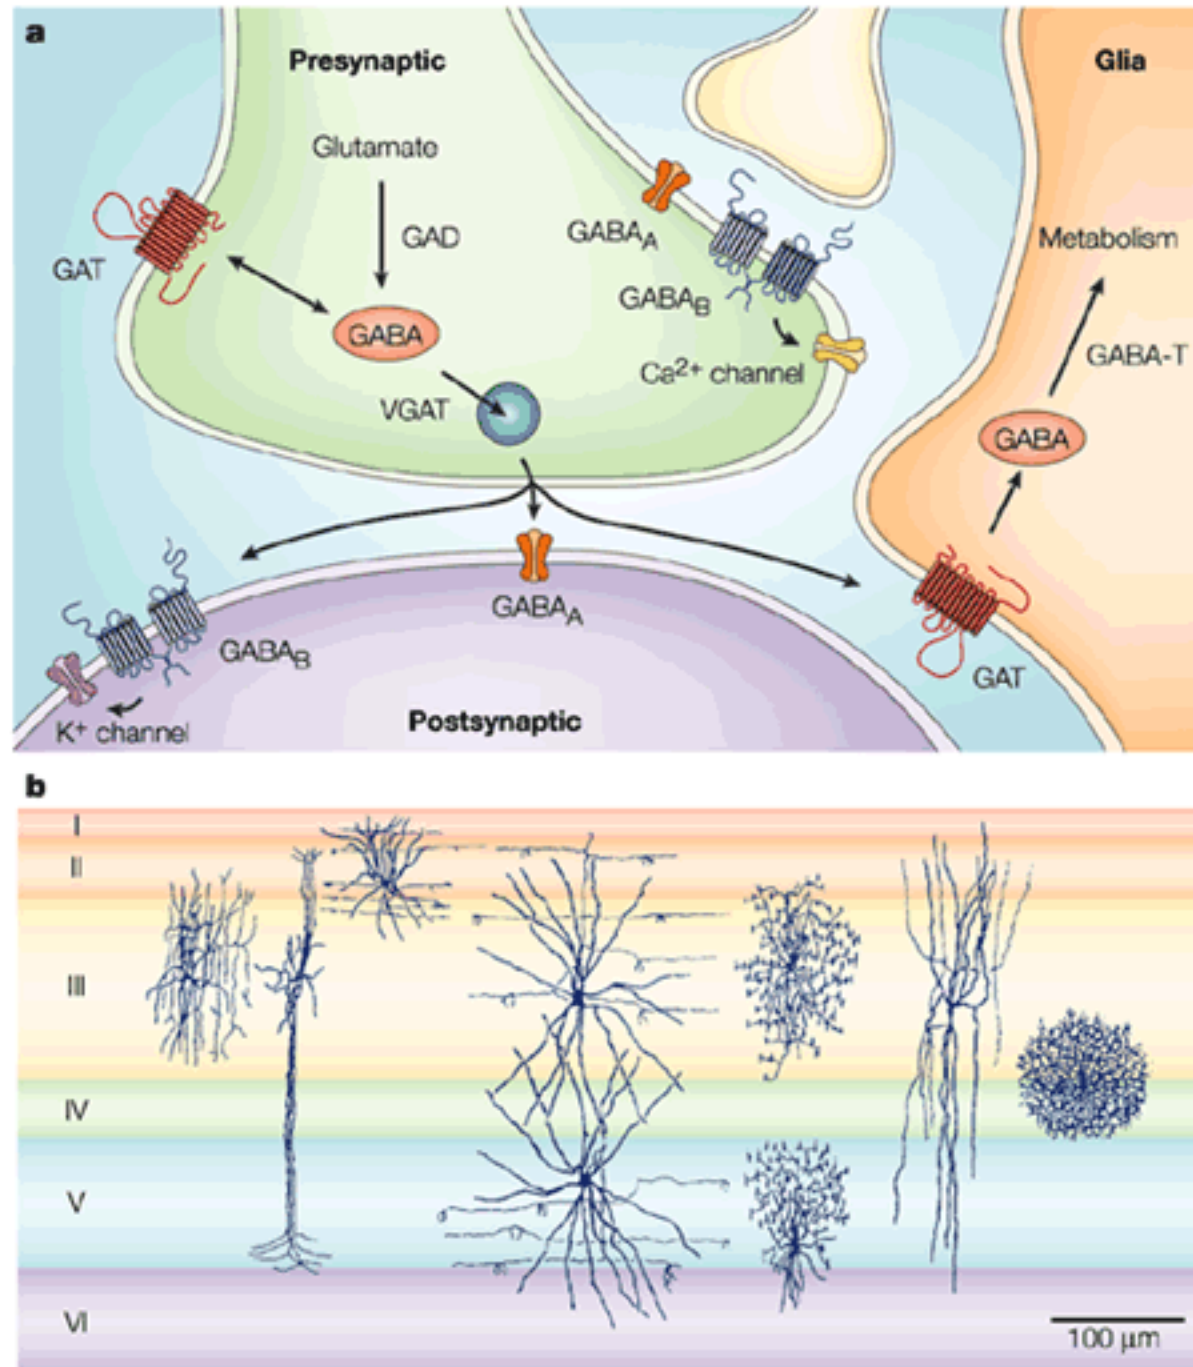 a
Presynaptic
Glia
Glutamate
GAD
GAT
GABA
VGAT
GABAA
GABAB
Ca2+ channel
Metabolism
GABA-T
GABA
GABAA
GABAB
GAT
K+ channel
Postsynaptic
b
I
II
III
IV
V
VI
100 μm